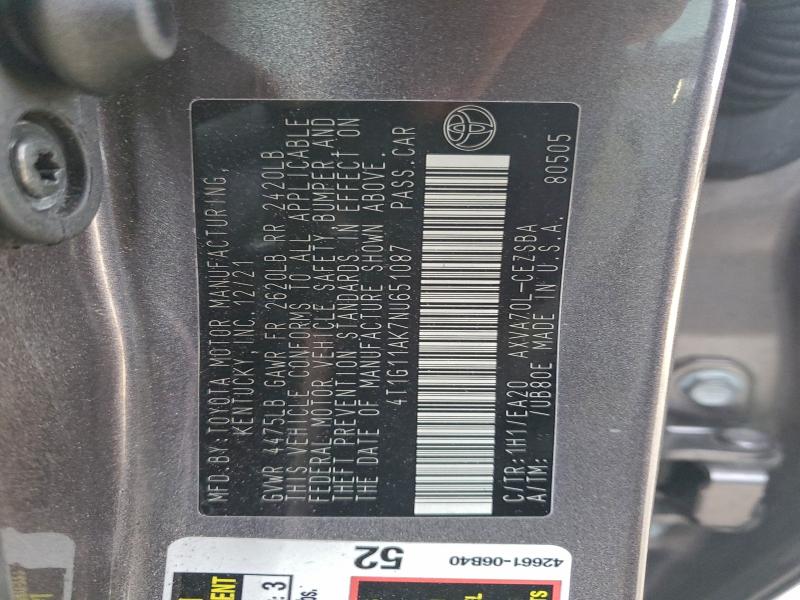 MFD.BY:TOYOTA MOTOR MANUFACTURING,
KENTUCKY, INC. 12/21
GVWR 4475LB GAWR FR 2620LB RR 2420LB
THIS VEHICLE CONFORMS TO ALL APPLICABLE
FEDERAL MOTOR VEHICLE SAFETY, BUMPER, AND
THEFT PREVENTION STANDARDS IN EFFECT ON
THE DATE OF MANUFACTURE SHOWN ABOVE.
4T1G11AK7NU651087 PASS.CAR
C/TR:1H1/EA20 AXVA70L-CEZSBA
A/TM: /UB80E MADE IN U.S.A. 80505
52
42661-06B40
: 3